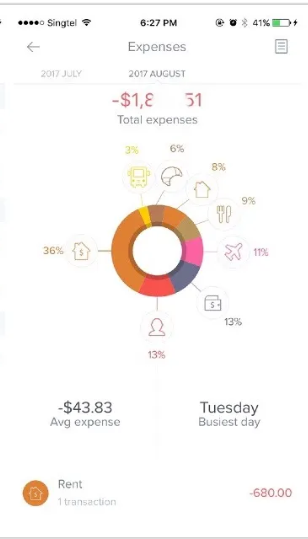 Singtel 6:27 PM 41%
Expenses
2017 JULY 2017 AUGUST
-$1,8 51
Total expenses
3% 6%
8%
9%
36% $ 11%
$
13%
13%
-$43.83 Tuesday
Avg expense Busiest day
Rent
$ -680.00
1 transaction